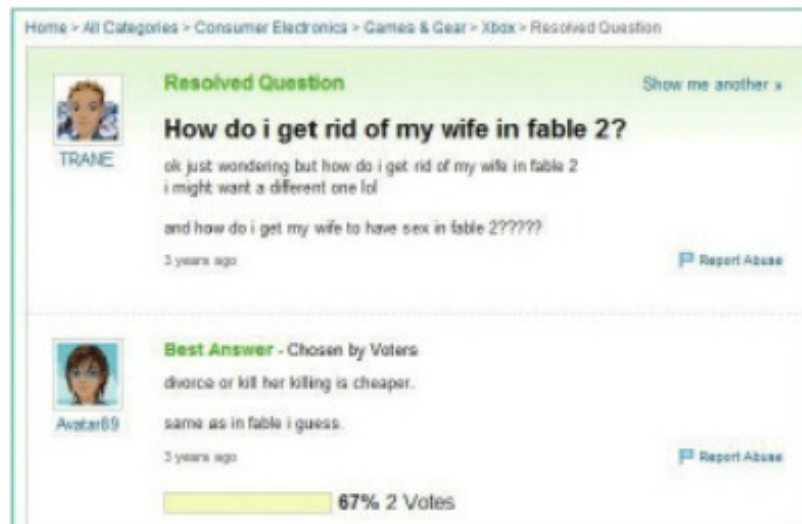 Home > All Categories > Consumer Electronics > Games & Gear > Xbox > Resolved Question
Resolved Question
Show me another »
How do i get rid of my wife in fable 2?
TRANE
ok just wondering but how do i get rid of my wife in fable 2
i might want a different one lol
and how do i get my wife to have sex in fable 2?????
3 years ago
Report Abuse
Best Answer - Chosen by Voters
divorce or kill her killing is cheaper.
Avatar89
same as in fable i guess.
3 years ago
Report Abuse
67% 2 Votes